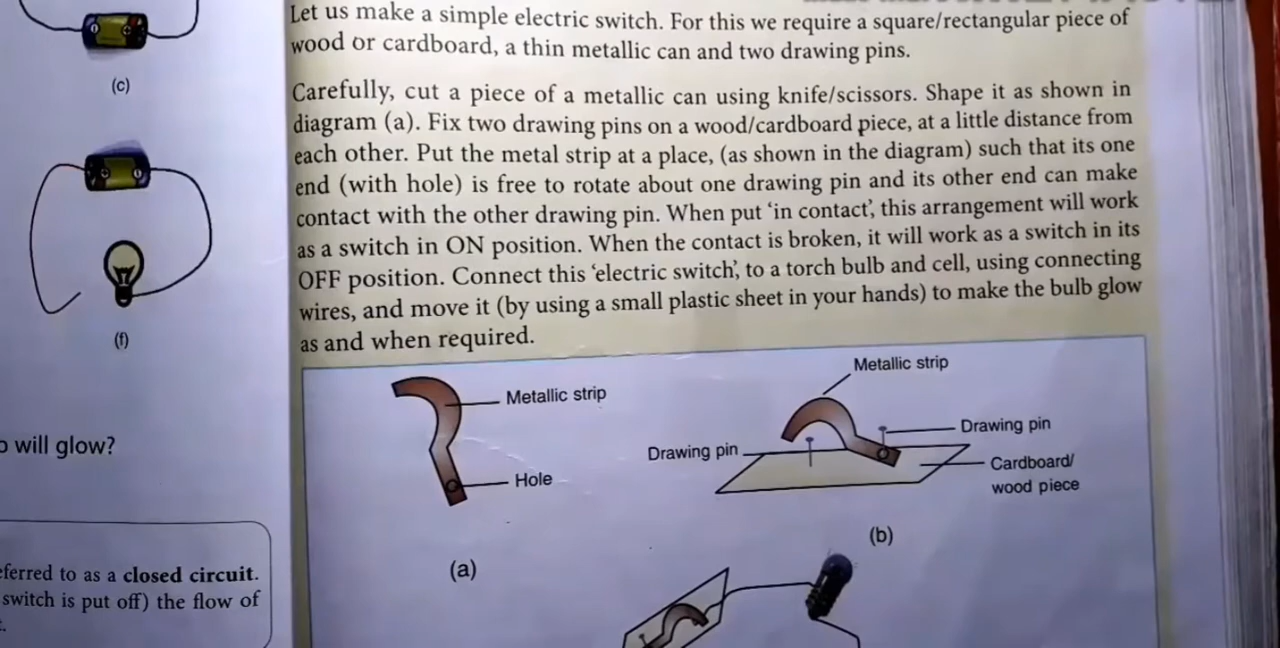 (c)
(f)
will glow?
ferred to as a closed circuit.
switch is put off) the flow of
Let us make a simple electric switch. For this we require a square/rectangular piece of
wood or cardboard, a thin metallic can and two drawing pins.
Carefully, cut a piece of a metallic can using knife/scissors. Shape it as shown in
diagram (a). Fix two drawing pins on a wood/cardboard piece, at a little distance from
each other. Put the metal strip at a place, (as shown in the diagram) such that its one
end (with hole) is free to rotate about one drawing pin and its other end can make
contact with the other drawing pin. When put ‘in contact’, this arrangement will work
as a switch in ON position. When the contact is broken, it will work as a switch in its
OFF position. Connect this ‘electric switch’, to a torch bulb and cell, using connecting
wires, and move it (by using a small plastic sheet in your hands) to make the bulb glow
as and when required.
Metallic strip
Hole
(a)
Metallic strip
Drawing pin
Drawing pin
Cardboard/
wood piece
(b)